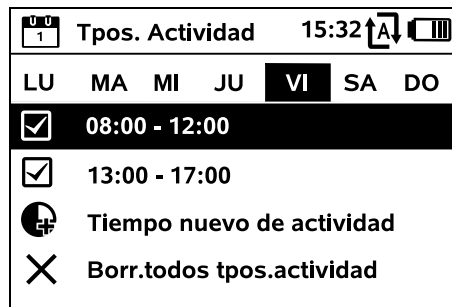 1 Tpos. Actividad 15:32 A
LU MA MI JU VI SA DO
08:00 - 12:00
13:00 - 17:00
Tiempo nuevo de actividad
Borr.todos tpos.actividad